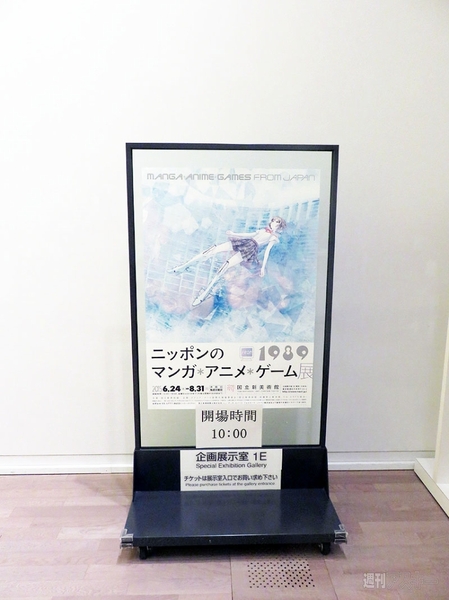 MANGA*ANIME*GAMES FROM JAPAN
ニッポンの 1989
マンガ*アニメ*ゲーム展
6.24 8.31 国立新美術館
開場時間
10:00
企画展示室 1E
Special Exhibition Gallery
チケットは展示室入口でお買い求め下さい
Please purchase tickets at the gallery entrance
週刊